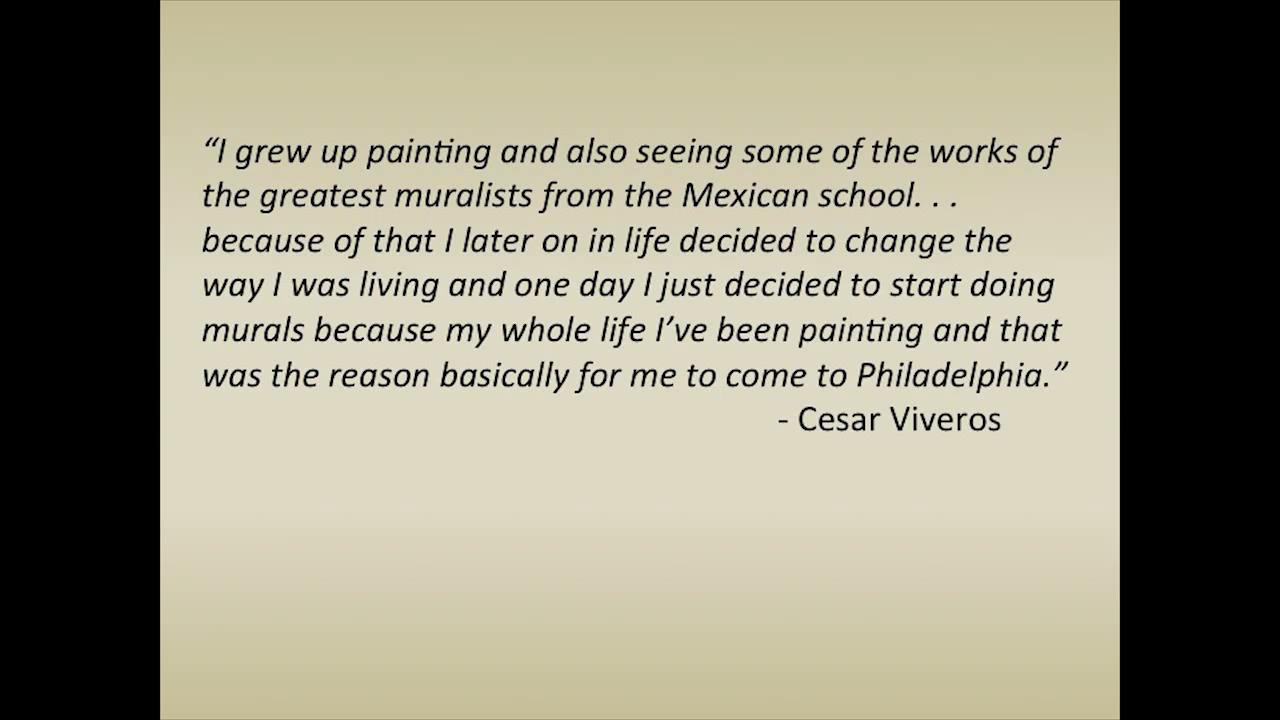 “I grew up painting and also seeing some of the works of
the greatest muralists from the Mexican school. . .
because of that I later on in life decided to change the
way I was living and one day I just decided to start doing
murals because my whole life I’ve been painting and that
was the reason basically for me to come to Philadelphia.”
- Cesar Viveros